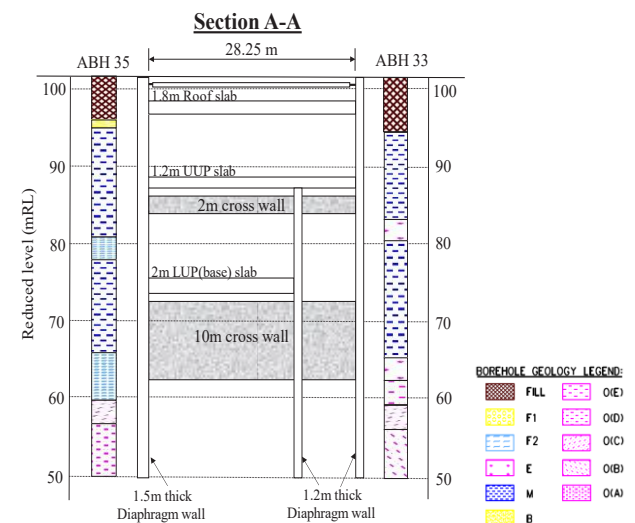 Section A-A
28.25 m
ABH 35
ABH 33
100
1.8m Roof slab
100
90
1.2m UUP slab
90
2m cross wall
80
80
2m LUP(base) slab
70
10m cross wall
70
60
60
50
50
Reduced level (mRL)
1.5m thick
Diaphragm wall
1.2m thick
Diaphragm wall
BOREHOLE GEOLOGY LEGEND:
FILL O(E)
F1 O(D)
F2 O(C)
E O(B)
M O(A)
B